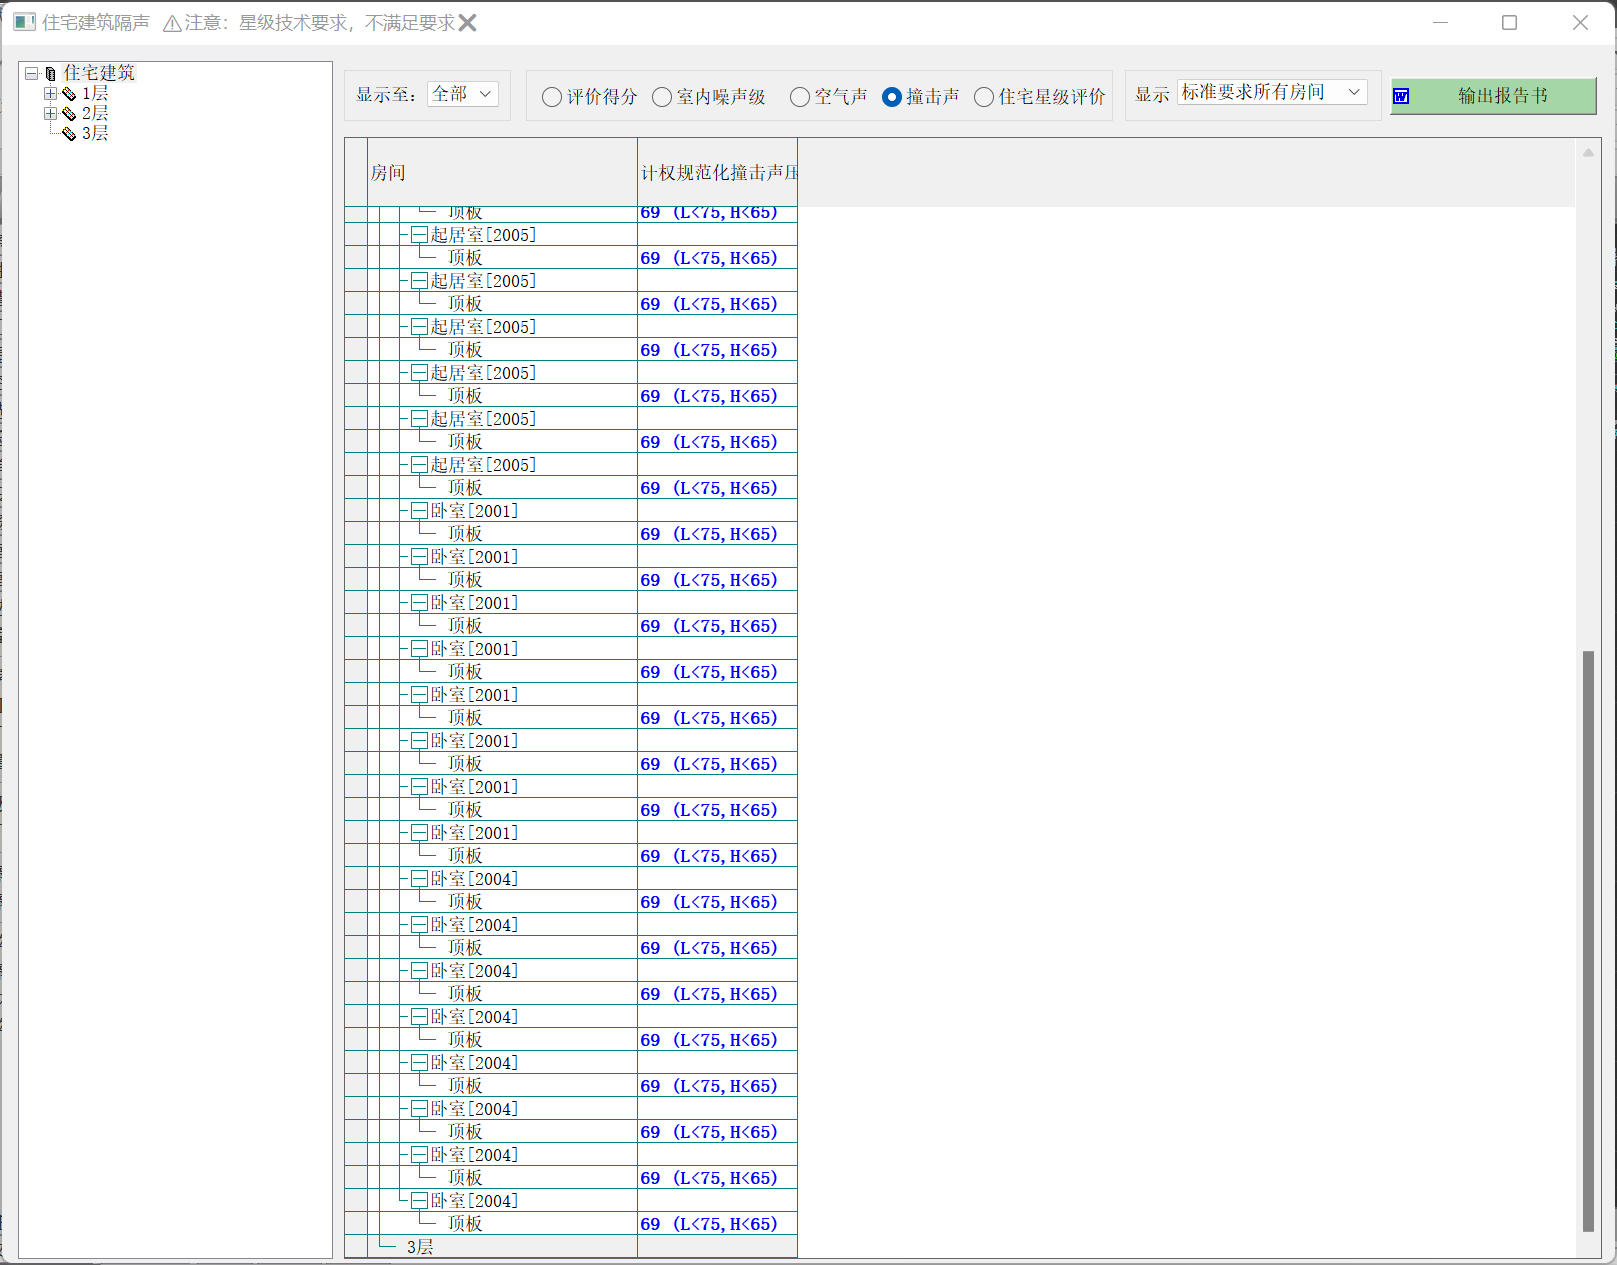 住宅建筑隔声 ⚠注意：星级技术要求，不满足要求✖
住宅建筑
1层
2层
3层
显示至： 全部
评价得分 室内噪声级 空气声 撞击声 住宅星级评价
显示 标准要求所有房间
输出报告书
房间 计权规范化撞击声压
顶板 69 (L<75,H<65)
起居室[2005]
顶板 69 (L<75,H<65)
起居室[2005]
顶板 69 (L<75,H<65)
起居室[2005]
顶板 69 (L<75,H<65)
起居室[2005]
顶板 69 (L<75,H<65)
起居室[2005]
顶板 69 (L<75,H<65)
起居室[2005]
顶板 69 (L<75,H<65)
卧室[2001]
顶板 69 (L<75,H<65)
卧室[2001]
顶板 69 (L<75,H<65)
卧室[2001]
顶板 69 (L<75,H<65)
卧室[2001]
顶板 69 (L<75,H<65)
卧室[2001]
顶板 69 (L<75,H<65)
卧室[2001]
顶板 69 (L<75,H<65)
卧室[2001]
顶板 69 (L<75,H<65)
卧室[2001]
顶板 69 (L<75,H<65)
卧室[2004]
顶板 69 (L<75,H<65)
卧室[2004]
顶板 69 (L<75,H<65)
卧室[2004]
顶板 69 (L<75,H<65)
卧室[2004]
顶板 69 (L<75,H<65)
卧室[2004]
顶板 69 (L<75,H<65)
卧室[2004]
顶板 69 (L<75,H<65)
卧室[2004]
顶板 69 (L<75,H<65)
卧室[2004]
顶板 69 (L<75,H<65)
3层